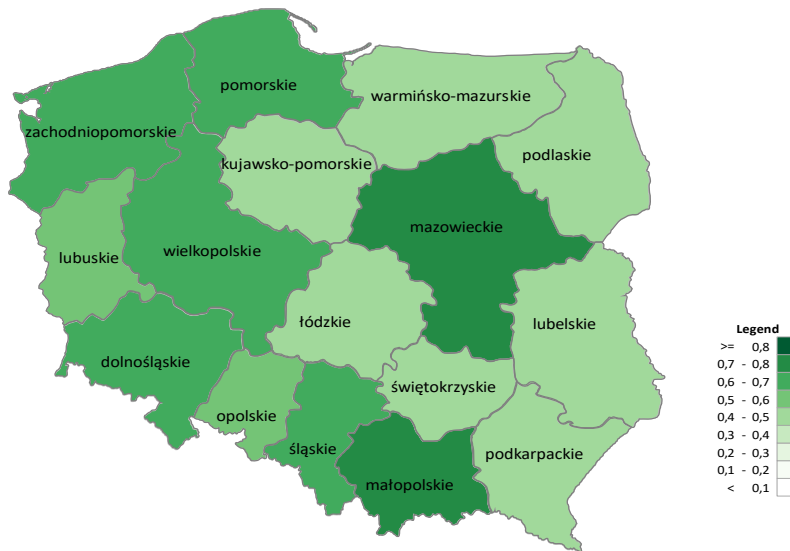 pomorskie
warmińsko-mazurskie
zachodniopomorskie
kujawsko-pomorskie
podlaskie
mazowieckie
wielkopolskie
lubuskie
łódzkie
lubelskie
dolnośląskie
świętokrzyskie
opolskie
śląskie
podkarpackie
małopolskie
Legend
>= 0,8
0,7 - 0,8
0,6 - 0,7
0,5 - 0,6
0,4 - 0,5
0,3 - 0,4
0,2 - 0,3
0,1 - 0,2
< 0,1